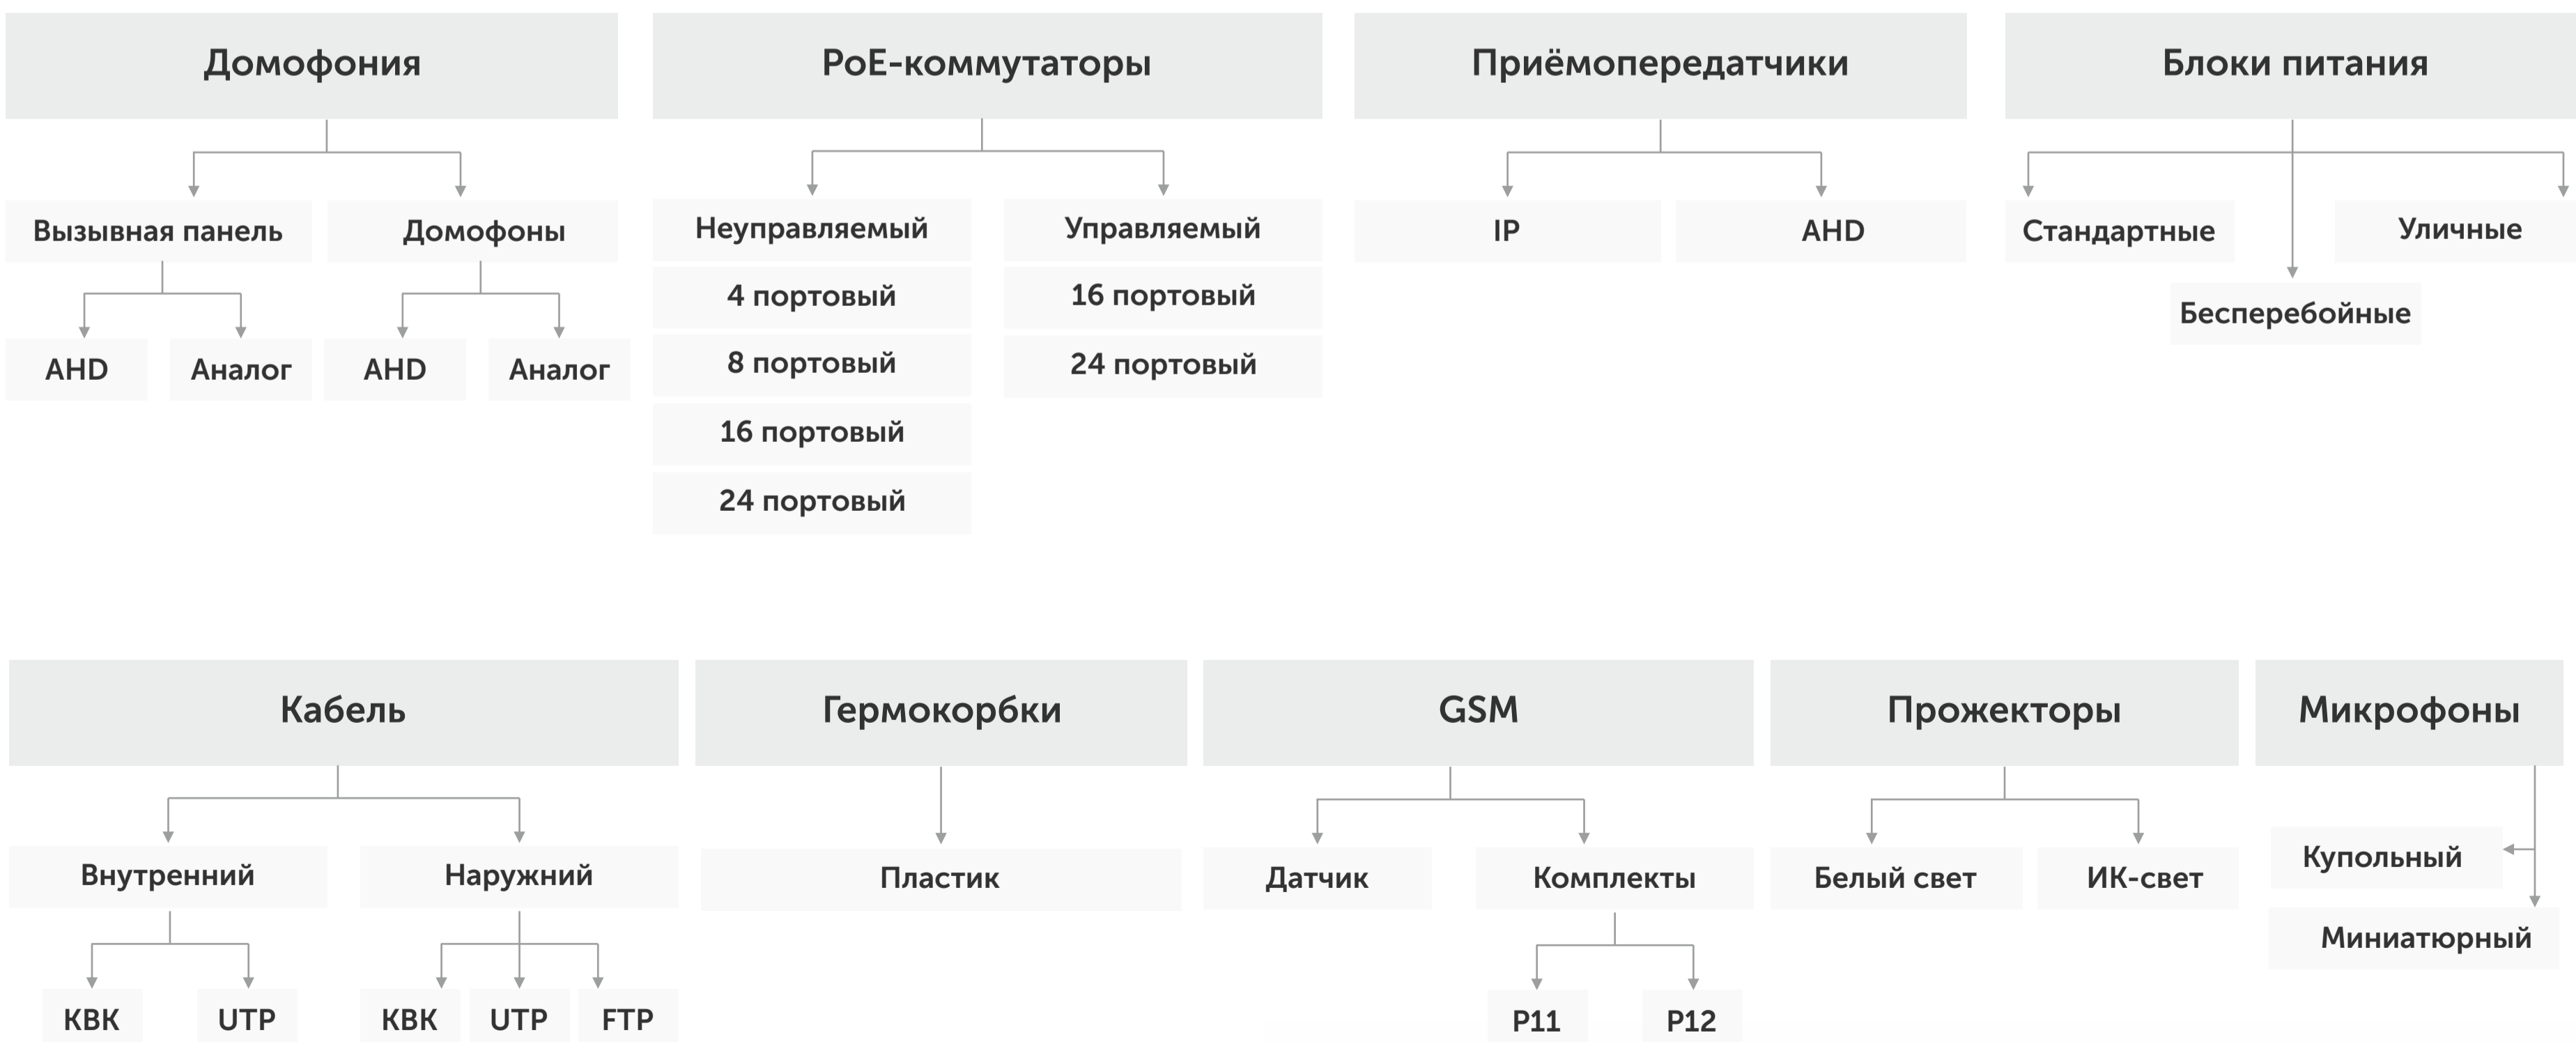 Домофония
PoE-коммутаторы
Приёмопередатчики
Блоки питания
Вызывная панель
Домофоны
AHD
Аналог
AHD
Аналог
Неуправляемый
4 портовый
8 портовый
16 портовый
24 портовый
Управляемый
16 портовый
24 портовый
IP
AHD
Стандартные
Уличные
Бесперебойные
Кабель
Гермокорбки
GSM
Прожекторы
Микрофоны
Внутренний
Наружний
КВК
UTP
КВК
UTP
FTP
Пластик
Датчик
Комплекты
P11
P12
Белый свет
ИК-свет
Купольный
Миниатюрный